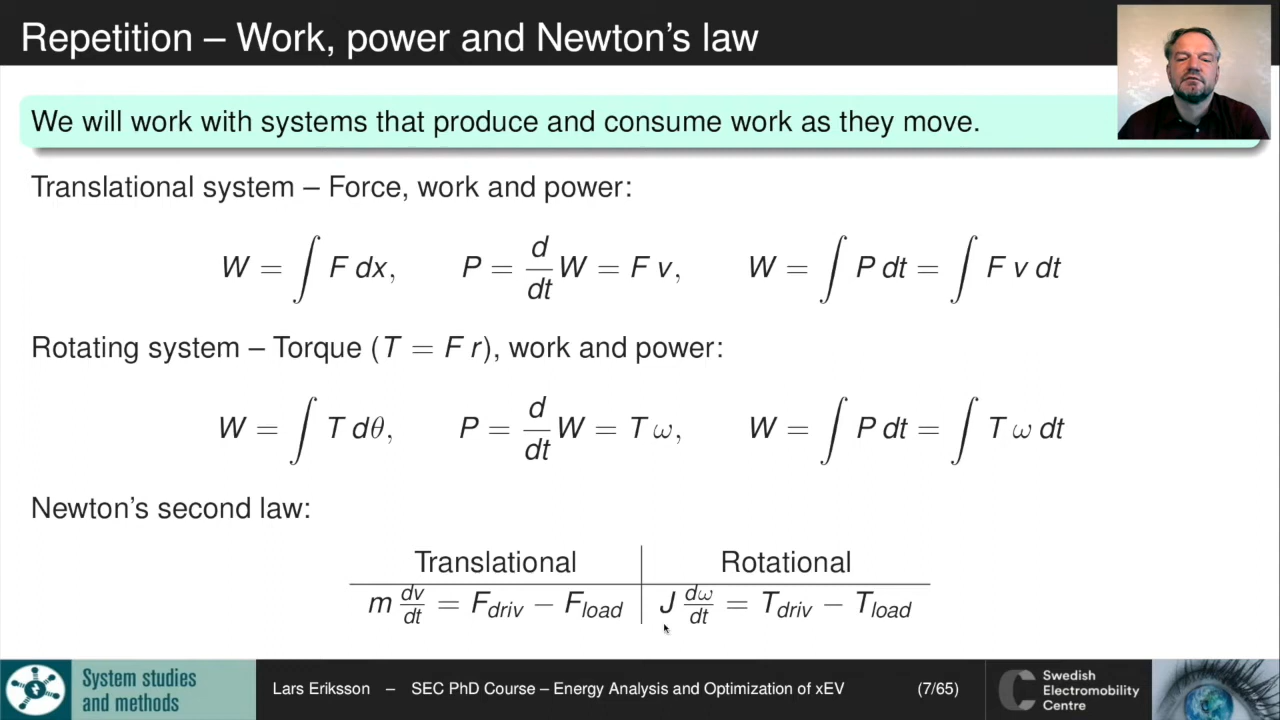 Repetition – Work, power and Newton's law
We will work with systems that produce and consume work as they move.
Translational system – Force, work and power:
W = ∫ F dx, P = d/dt W = F v, W = ∫ P dt = ∫ F v dt
Rotating system – Torque (T = F r), work and power:
W = ∫ T dθ, P = d/dt W = T ω, W = ∫ P dt = ∫ T ω dt
Newton's second law:
Translational | Rotational
m dv/dt = F_driv − F_load | J dω/dt = T_driv − T_load
System studies
and methods
Lars Eriksson – SEC PhD Course – Energy Analysis and Optimization of xEV (7/65)
Swedish
Electromobility
Centre